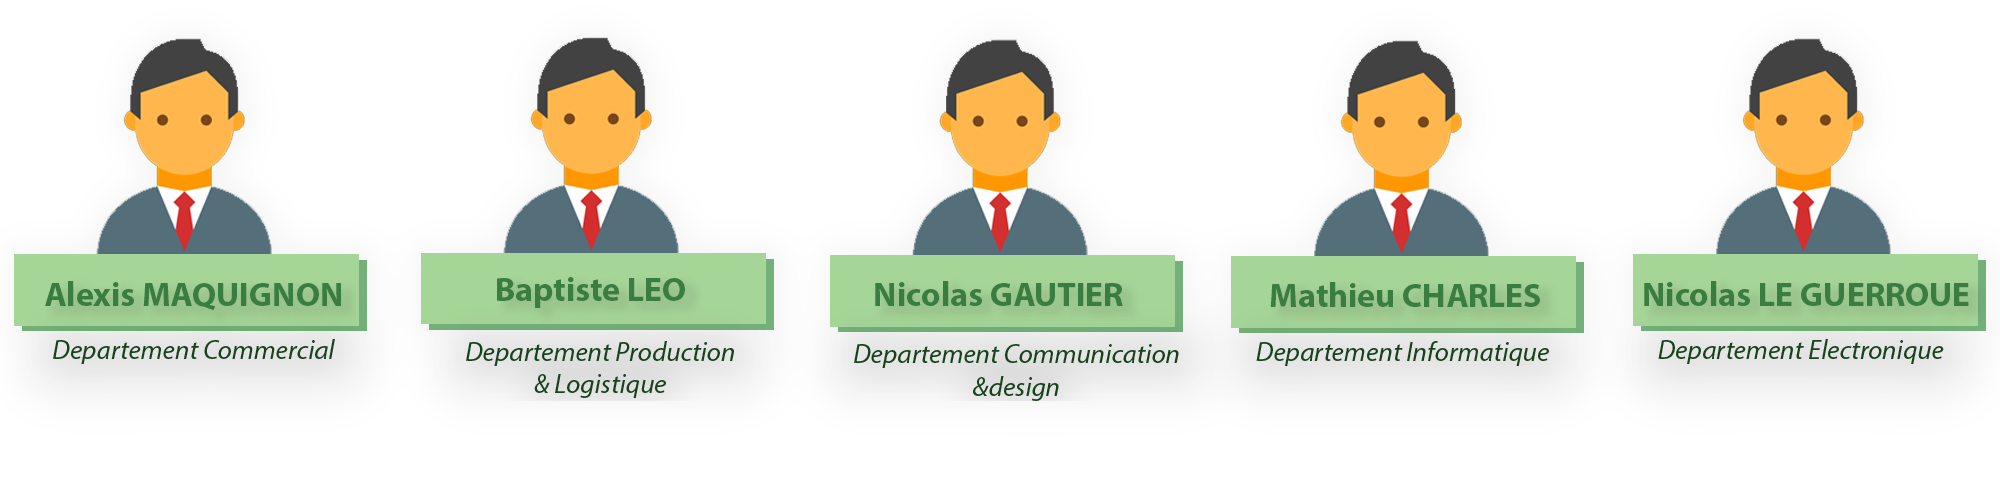 Alexis MAQUIGNON
Departement Commercial
Baptiste LEO
Departement Production
& Logistique
Nicolas GAUTIER
Departement Communication
&design
Mathieu CHARLES
Departement Informatique
Nicolas LE GUERROUE
Departement Electronique